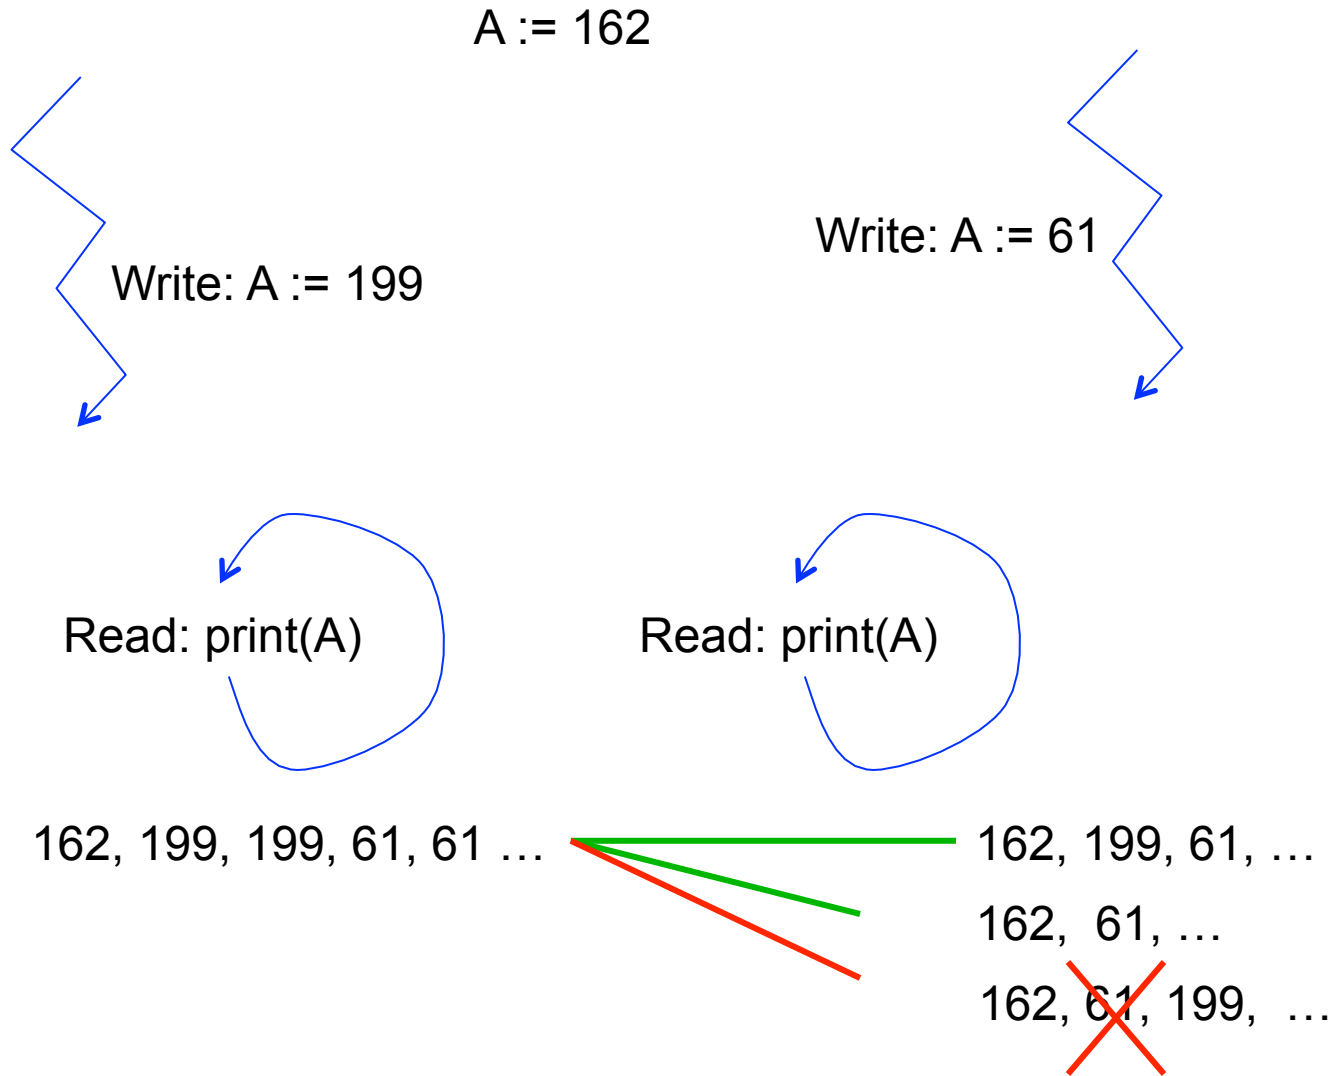 A := 162
Write: A := 61
Write: A := 199
Read: print(A)
Read: print(A)
162, 199, 199, 61, 61 …
162, 199, 61, …
162, 61, …
162, 61, 199, …